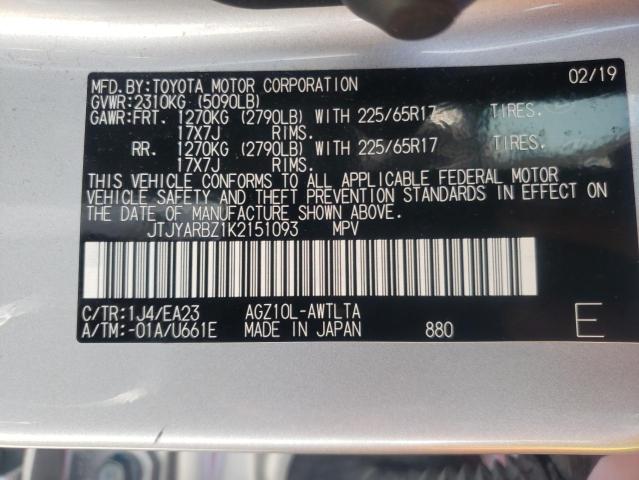 MFD.BY:TOYOTA MOTOR CORPORATION 02/19
GVWR:2310KG (5090LB)
GAWR:FRT. 1270KG (2790LB) WITH 225/65R17 TIRES.
17X7J RIMS.
RR. 1270KG (2790LB) WITH 225/65R17 TIRES.
17X7J RIMS.
THIS VEHICLE CONFORMS TO ALL APPLICABLE FEDERAL MOTOR
VEHICLE SAFETY AND THEFT PREVENTION STANDARDS IN EFFECT ON
THE DATE OF MANUFACTURE SHOWN ABOVE.
JTJYARBZ1K2151093 MPV
C/TR:1J4/EA23 AGZ10L-AWTLTA
A/TM:-01A/U661E MADE IN JAPAN 880 E